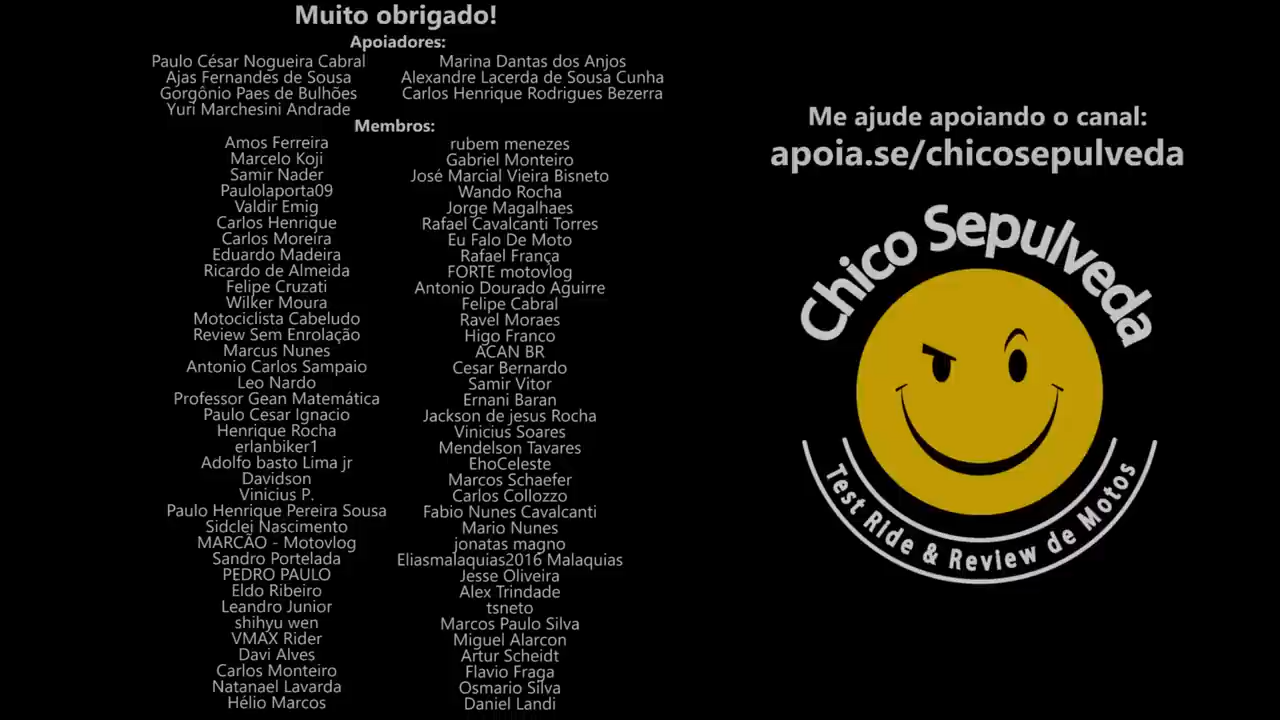 Muito obrigado!
Apoiadores:
Paulo César Nogueira Cabral
Ajas Fernandes de Sousa
Gorgônio Paes de Bulhões
Yuri Marchesini Andrade
Marina Dantas dos Anjos
Alexandre Lacerda de Sousa Cunha
Carlos Henrique Rodrigues Bezerra
Membros:
Amos Ferreira
Marcelo Koji
Samir Nader
Paulolaporta09
Valdir Emig
Carlos Henrique
Carlos Moreira
Eduardo Madeira
Ricardo de Almeida
Felipe Cruzati
Wilker Moura
Motociclista Cabeludo
Review Sem Enrolação
Marcus Nunes
Antonio Carlos Sampaio
Leo Nardo
Professor Gean Matemática
Paulo Cesar Ignacio
Henrique Rocha
erlanbiker1
Adolfo basto Lima jr
Davidson
Vinicius P.
Paulo Henrique Pereira Sousa
Sidclei Nascimento
MARCÃO - Motovlog
Sandro Portelada
PEDRO PAULO
Eldo Ribeiro
Leandro Junior
shihyu wen
VMAX Rider
Davi Alves
Carlos Monteiro
Natanael Lavarda
Hélio Marcos
rubem menezes
Gabriel Monteiro
José Marcial Vieira Bisneto
Wando Rocha
Jorge Magalhaes
Rafael Cavalcanti Torres
Eu Falo De Moto
Rafael França
FORTE motovlog
Antonio Dourado Aguirre
Felipe Cabral
Ravel Moraes
Higo Franco
ACAN BR
Cesar Bernardo
Samir Vitor
Ernani Baran
Jackson de jesus Rocha
Vinicius Soares
Mendelson Tavares
EhoCeleste
Marcos Schaefer
Carlos Collozzo
Fabio Nunes Cavalcanti
Mario Nunes
jonatas magno
Eliasmalaquias2016 Malaquias
Jesse Oliveira
Alex Trindade
tsneto
Marcos Paulo Silva
Miguel Alarcon
Artur Scheidt
Flavio Fraga
Osmario Silva
Daniel Landi
Me ajude apoiando o canal:
apoia.se/chicosepulveda
Chico Sepulveda
Test Ride & Review de Motos